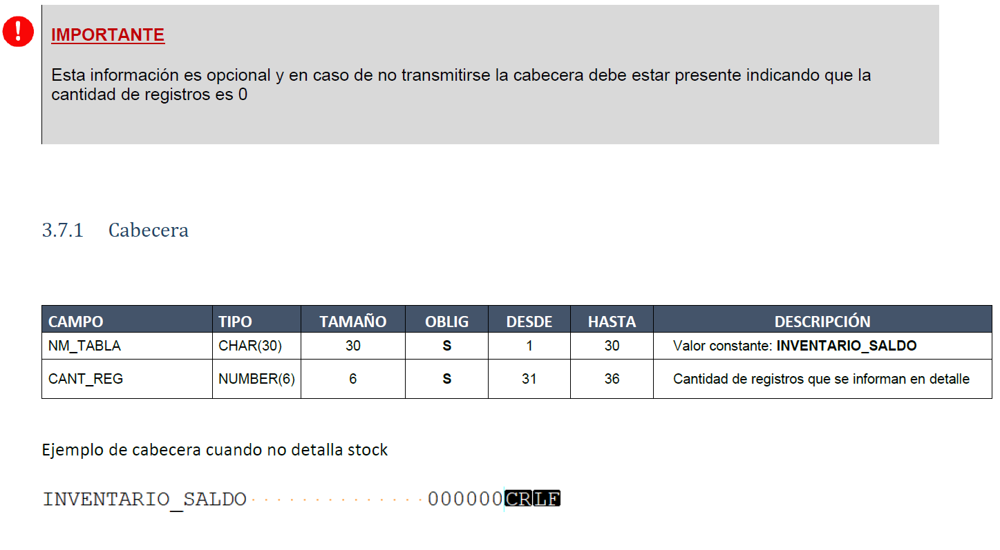 !
IMPORTANTE
Esta información es opcional y en caso de no transmitirse la cabecera debe estar presente indicando que la
cantidad de registros es 0
3.7.1 Cabecera
CAMPO TIPO TAMAÑO OBLIG DESDE HASTA DESCRIPCIÓN
NM_TABLA CHAR(30) 30 S 1 30 Valor constante: INVENTARIO_SALDO
CANT_REG NUMBER(6) 6 S 31 36 Cantidad de registros que se informan en detalle
Ejemplo de cabecera cuando no detalla stock
INVENTARIO_SALDO··············000000CRLF